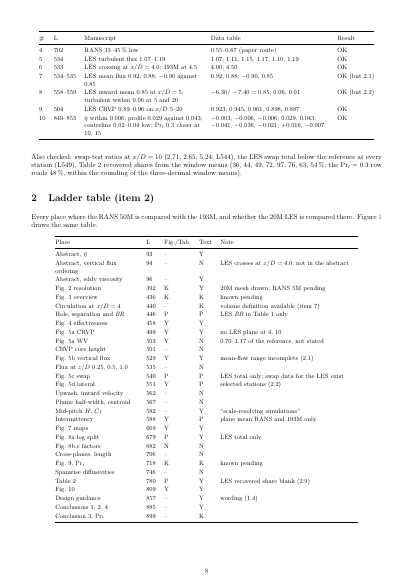 # L Manuscript Data table Result
4 702 RANS 33–45 % low 0.55–0.67 (paper route) OK
5 534 LES turbulent flux 1.07–1.19 1.07, 1.11, 1.15, 1.17, 1.10, 1.19 OK
6 533 LES crossing at x/D = 4.0; 193M at 4.5 4.00; 4.50 OK
7 534–535 LES mean flux 0.92, 0.88; −0.90 against 0.85 0.92, 0.88; −0.90, 0.85 OK (but 2.1)
8 558–559 LES inward mean 0.85 at x/D = 5; turbulent within 0.06 at 5 and 20 −6.30/ − 7.40 = 0.85; 0.06, 0.01 OK (but 2.2)
9 504 LES CRVP 0.89–0.96 on x/D 5–20 0.923, 0.945, 0.961, 0.898, 0.887 OK
10 849–853 η̄ within 0.006; profile 0.029 against 0.043; centreline 0.02–0.04 low; Prt 0.3 closer at 10, 15 −0.003, −0.006, −0.006; 0.029, 0.043; −0.041, −0.036, −0.021; +0.016, −0.007 OK
Also checked: swap-test ratios at x/D = 10 (2.71, 2.65, 5.24; L544), the LES swap total below the reference at every
station (L549), Table 2 recovered shares from the window means (36, 44, 49, 72, 97, 76, 63, 54 %; the Prt = 0.3 row
reads 48 %, within the rounding of the three-decimal window means).
2 Ladder table (item 2)
Every place where the RANS 50M is compared with the 193M, and whether the 20M LES is compared there. Figure 1
draws the same.
Place L Fig./Tab. Text Note
Abstract, η̄ 93 – Y
Abstract, vertical flux ordering 94 – N LES crosses at x/D = 4.0; not in the abstract
Abstract, eddy viscosity 96 – Y
Fig. 2 resolution 392 K Y 20M mesh drawn; RANS 5M pending
Fig. 3 overview 436 K K known pending
Circulation at x/D = 4 440 – K volume definition available (item 7)
Hole, separation and BR 446 P P LES BR in Table 1 only
Fig. 4 effectiveness 458 Y Y
Fig. 5a CRVP 499 Y Y no LES plane at 4, 10
Fig. 5a WV 503 Y N 0.70–1.17 of the reference, not stated
CRVP core height 501 – N
Fig. 5b vertical flux 529 Y Y mean-flow range incomplete (2.1)
Flux at x/D 0.25, 0.5, 1.0 535 – N
Fig. 5c swap 540 P P LES total only; swap data for the LES exist
Fig. 5d lateral 551 Y P selected stations (2.2)
Upwash, inward velocity 562 – N
Plume half-width, centroid 567 – N
Mid-pitch H, Cf 582 – Y "scale-resolving simulations"
Intermittency 588 Y P plane mean RANS and 193M only
Fig. 7 maps 669 Y Y
Fig. 8a log split 679 P Y LES total only
Fig. 8b,c factors 682 N N
Cross-planes, length 706 – N
Fig. 9, Prt 718 K K known pending
Spanwise diffusivities 746 – N
Table 2 780 P Y LES recovered share blank (2.9)
Fig. 10 809 Y Y
Design guidance 857 – Y wording (1.4)
Conclusions 1, 2, 4 885 – Y
Conclusion 3, Prt 899 – K
8